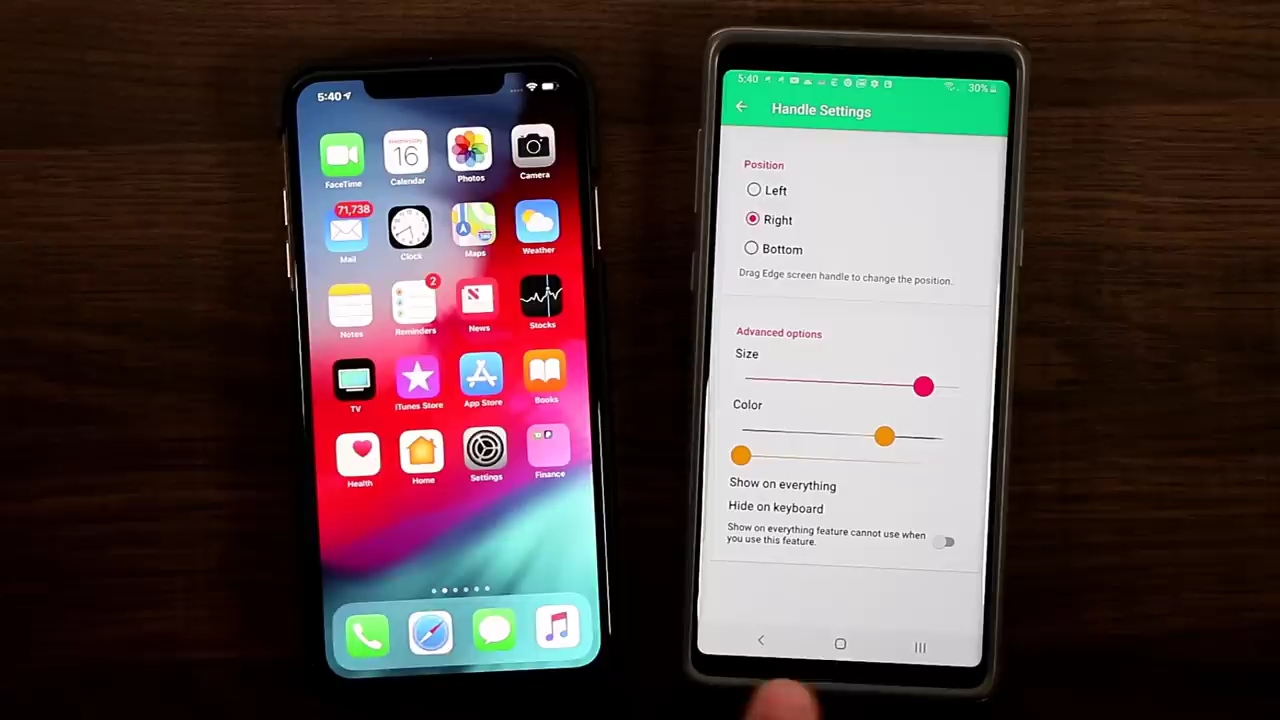 5:40
Wednesday
16
FaceTime
Calendar
Photos
Camera
71,738
Mail
Clock
Maps
Weather
2
Notes
Reminders
News
Stocks
TV
iTunes Store
App Store
Books
Health
Home
Settings
Finance
5:40
30%
Handle Settings
Position
Left
Right
Bottom
Drag Edge screen handle to change the position.
Advanced options
Size
Color
Show on everything
Hide on keyboard
Show on everything feature cannot use when
you use this feature.